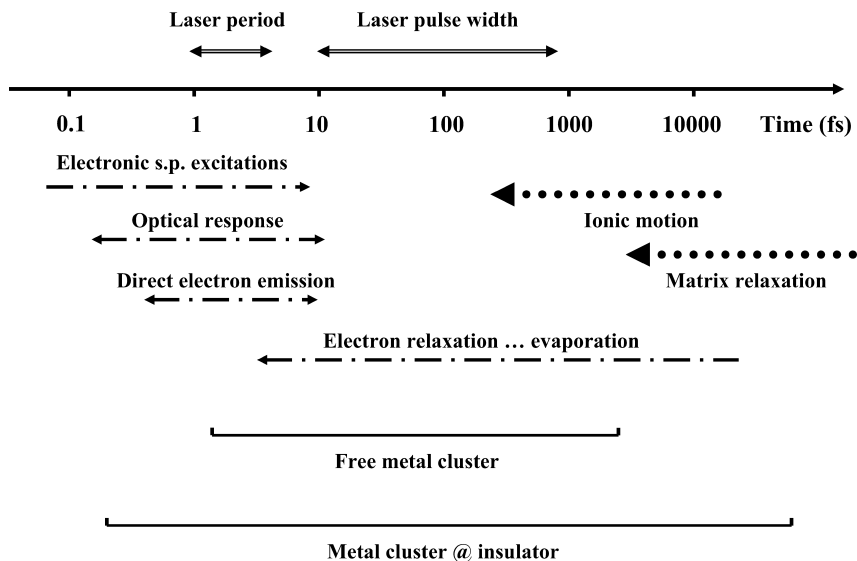 Laser period
Laser pulse width
0.1 1 10 100 1000 10000 Time (fs)
Electronic s.p. excitations
Ionic motion
Optical response
Matrix relaxation
Direct electron emission
Electron relaxation … evaporation
Free metal cluster
Metal cluster @ insulator